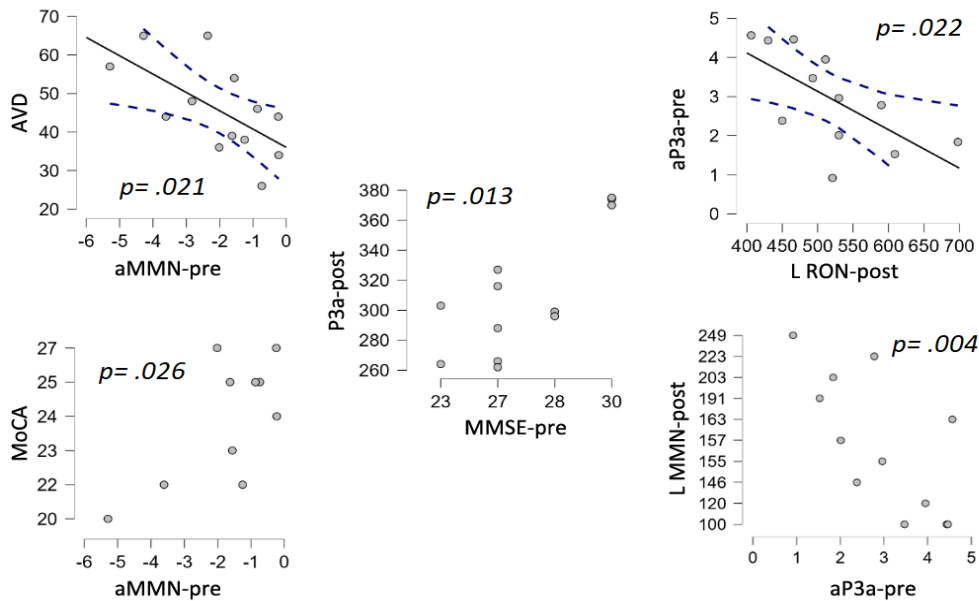 AVD
70
60
50
40
30
20
p= .021
-6 -5 -4 -3 -2 -1 0
aMMN-pre
MoCA
27
25
24
23
22
20
p= .026
-6 -5 -4 -3 -2 -1 0
aMMN-pre
P3a-post
380
360
340
320
300
280
260
p= .013
23 27 28 30
MMSE-pre
aP3a-pre
5
4
3
2
1
0
p= .022
400 450 500 550 600 650 700
L RON-post
L MMN-post
249
223
203
191
163
157
155
146
120
100
p= .004
0 1 2 3 4 5
aP3a-pre